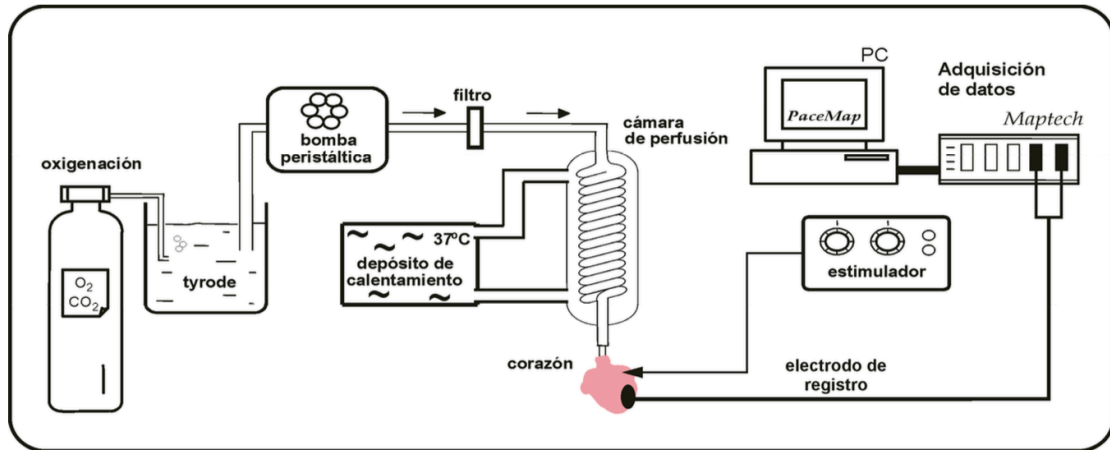 oxigenación
O2
CO2
tyrode
bomba
peristáltica
filtro
cámara
de perfusión
37ºC
depósito de
calentamiento
corazón
PC
PaceMap
Adquisición
de datos
Maptech
estimulador
electrodo de
registro